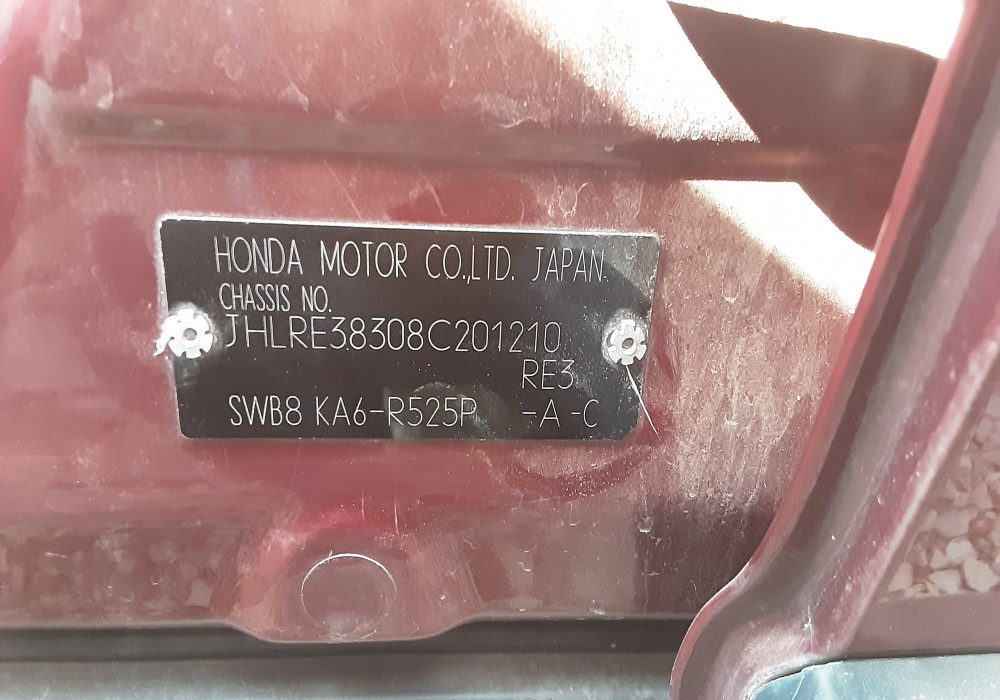 HONDA MOTOR CO.,LTD. JAPAN.
CHASSIS NO.
JHLRE38308C201210
RE3
SWB8 KA6-R525P -A -C